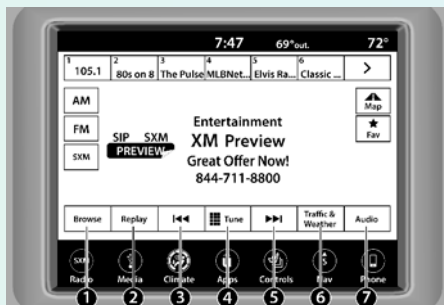 7:47 69°out. 72°
1 105.1 2 80s on 8 3 The Pulse 4 MLBNet... 5 Elvis Ra... 6 Classic ... >
AM
Map
FM
Fav
SXM
SIP SXM
PREVIEW
Entertainment
XM Preview
Great Offer Now!
844-711-8800
Browse Replay Tune Traffic & Weather Audio
SXM
Radio Media Climate Apps Controls Nav Phone
1 2 3 4 5 6 7